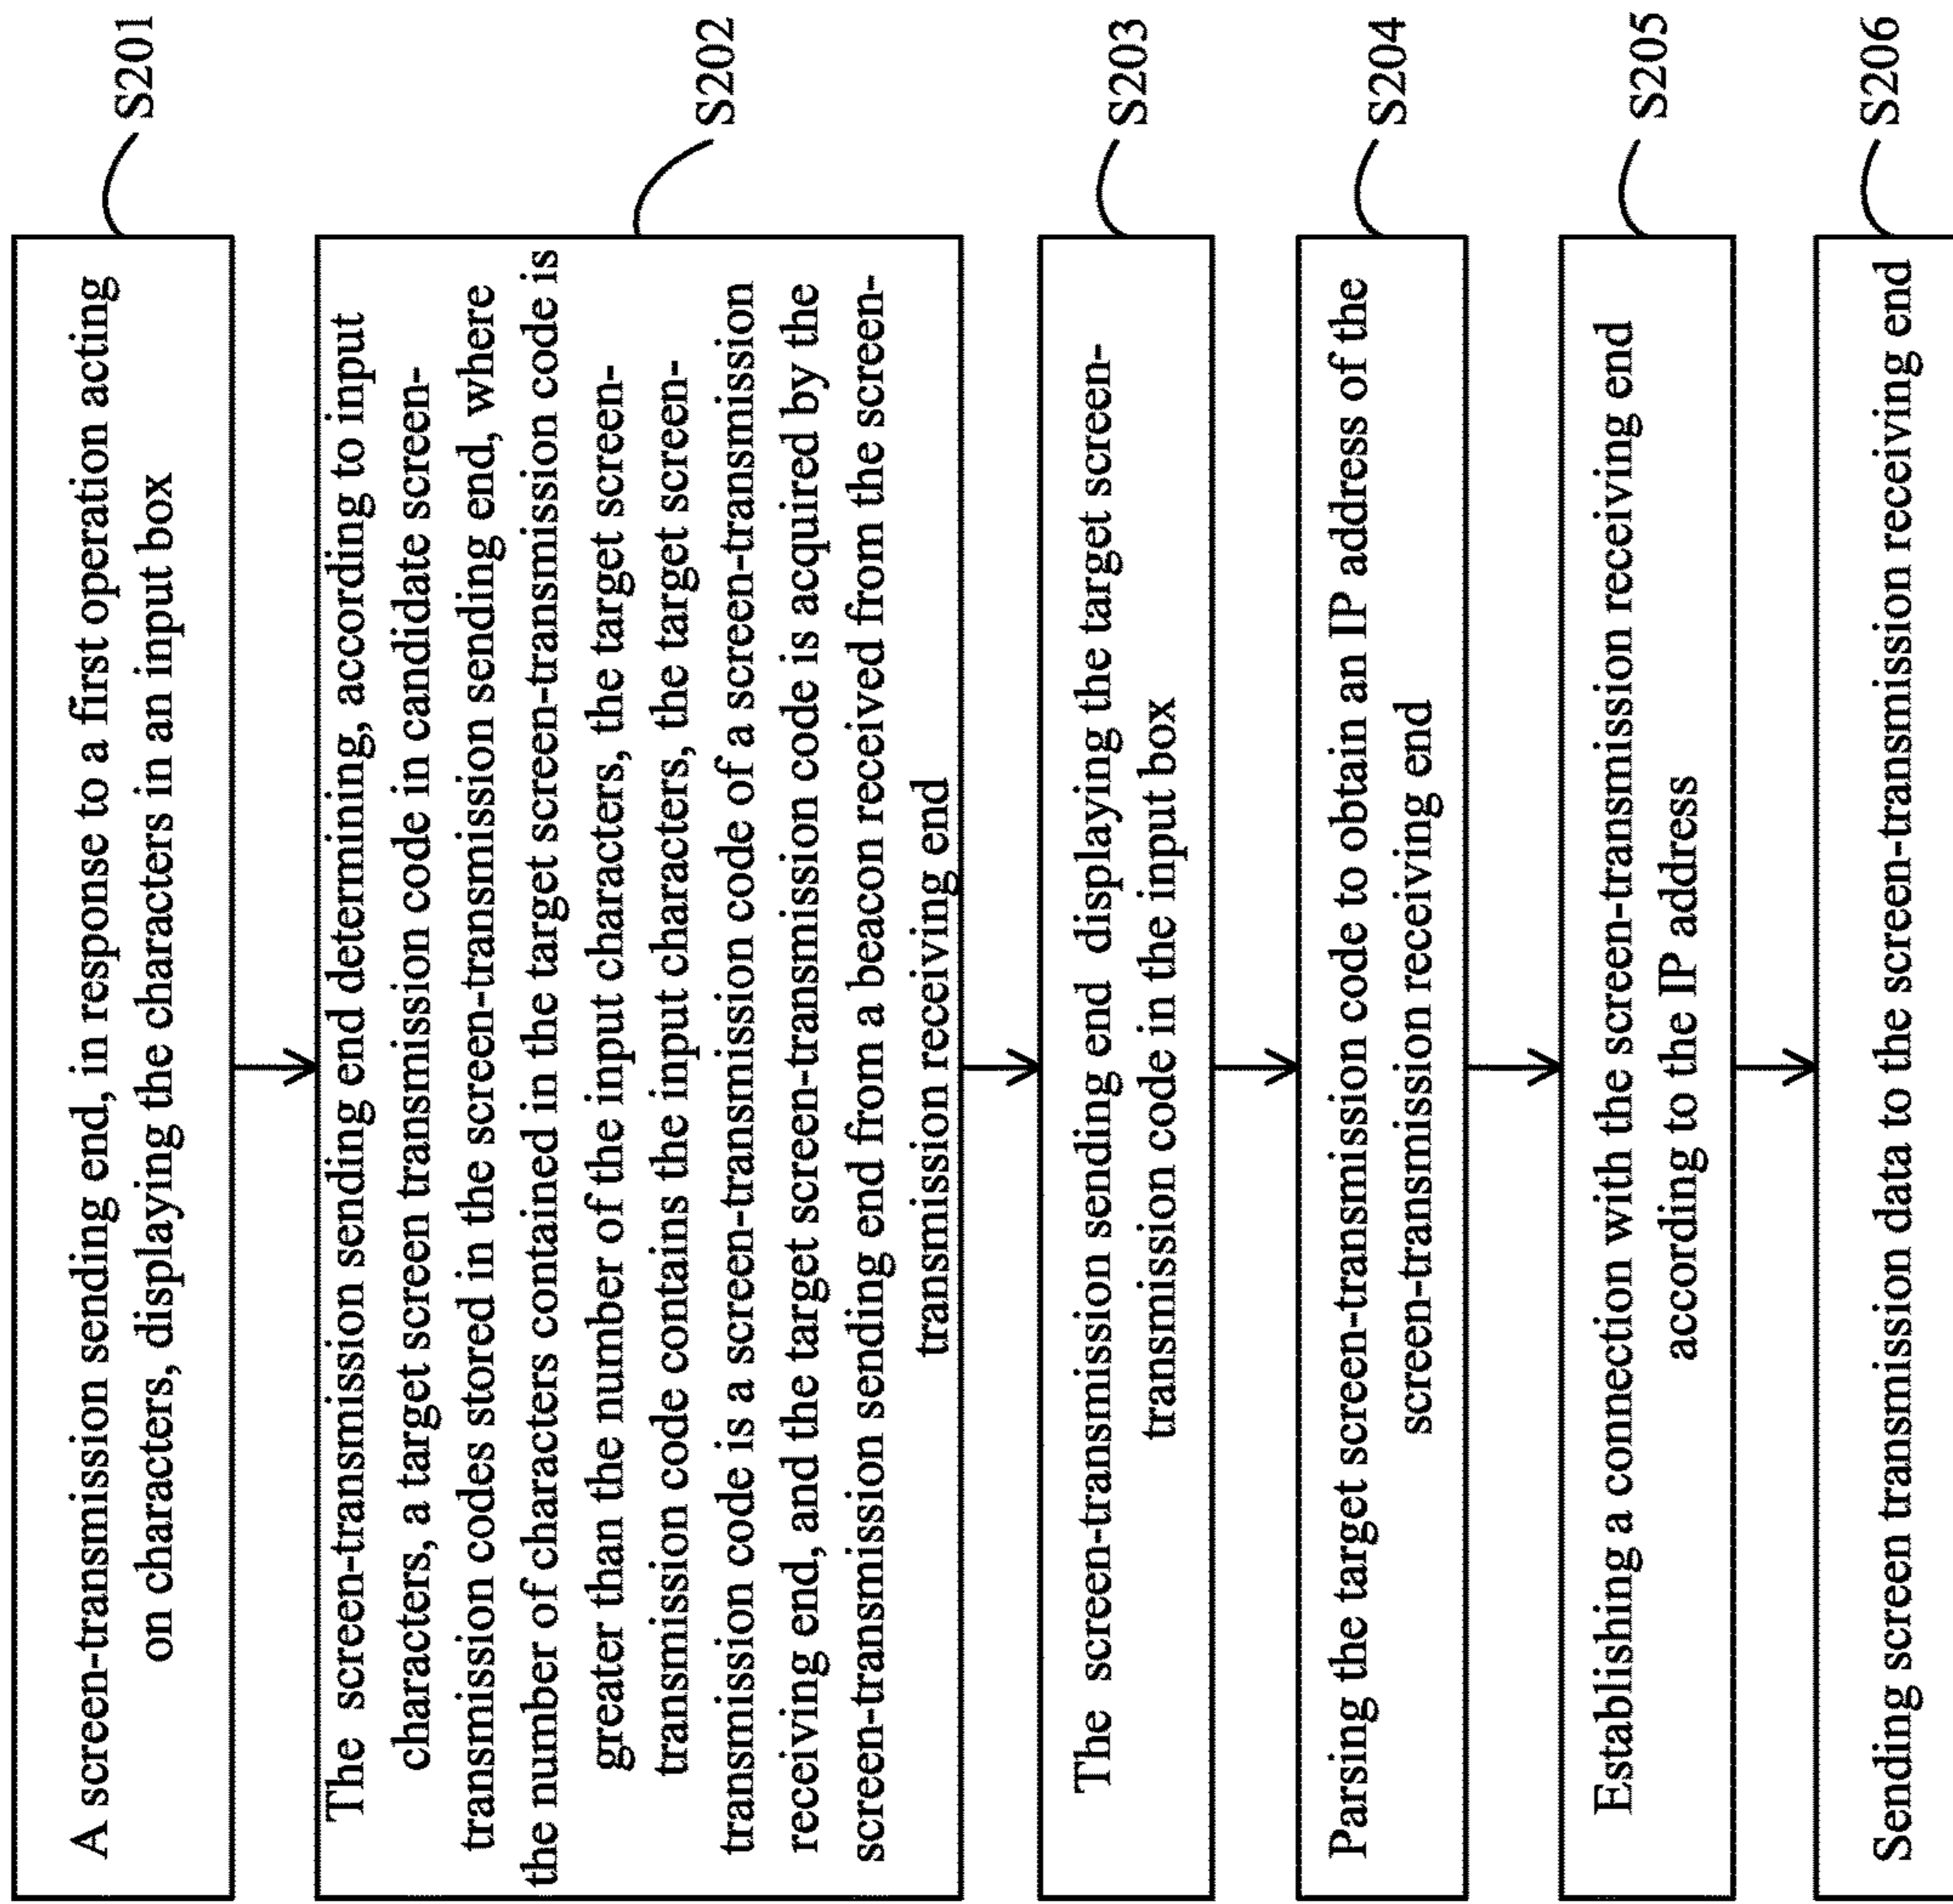 A screen-transmission sending end, in response to a first operation acting
on characters, displaying the characters in an input box
S201
The screen-transmission sending end determining, according to input
characters, a target screen transmission code in candidate screen-
transmission codes stored in the screen-transmission sending end, where
the number of characters contained in the target screen-transmission code is
greater than the number of the input characters, the target screen-
transmission code contains the input characters, the target screen-
transmission code is a screen-transmission code of a screen-transmission
receiving end, and the target screen-transmission code is acquired by the
screen-transmission sending end from a beacon received from the screen-
transmission receiving end
S202
The screen-transmission sending end displaying the target screen-
transmission code in the input box
S203
Parsing the target screen-transmission code to obtain an IP address of the
screen-transmission receiving end
S204
Establishing a connection with the screen-transmission receiving end
according to the IP address
S205
Sending screen transmission data to the screen-transmission receiving end
S206